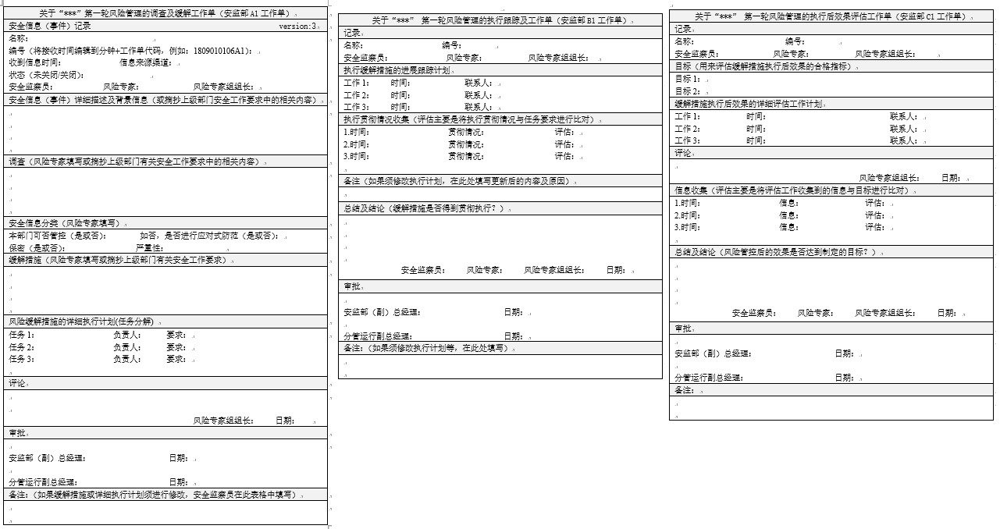 关于“***”第一轮风险管理的调查及缓解工作单（安监部 A1 工作单）
安全信息（事件）记录 version:3
名称：
编号（将接收时间编辑到分钟+工作单代码，例如：1809010106A1）：
收到信息时间： 信息来源渠道：
状态（未关闭/关闭）：
安全监察员： 风险专家： 风险专家组组长：
安全信息（事件）详细描述及背景信息（或摘抄上级部门安全工作要求中的相关内容）
调查（风险专家填写或摘抄上级部门有关安全工作要求中的相关内容）
安全信息分类（风险专家填写）
本部门可否管控（是或否）： 如否，是否进行应对式防范（是或否）：
保密（是或否）： 严重性：
缓解措施（风险专家填写或摘抄上级部门有关安全工作要求）
风险缓解措施的详细执行计划(任务分解)
任务 1： 负责人： 要求：
任务 2： 负责人： 要求：
任务 3： 负责人： 要求：
评论
风险专家组组长： 日期：
审批
安监部（副）总经理： 日期：
分管运行副总经理： 日期：
备注：（如果缓解措施或详细执行计划须进行修改，安全监察员在此表格中填写）
关于“***” 第一轮风险管理的执行跟踪及工作单（安监部 B1 工作单）
记录
名称： 编号：
安全监察员： 风险专家： 风险专家组组长：
执行缓解措施的进展跟踪计划
工作 1： 时间： 联系人：
工作 2： 时间： 联系人：
工作 3： 时间： 联系人：
执行贯彻情况收集（评估主要是将执行贯彻情况与任务要求进行比对）
1.时间： 贯彻情况： 评估：
2.时间： 贯彻情况： 评估：
3.时间： 贯彻情况： 评估：
备注（如果须修改执行计划，在此处填写更新后的内容及原因）
总结及结论（缓解措施是否得到贯彻执行？）
安全监察员： 风险专家： 风险专家组组长： 日期：
审批
安监部（副）总经理： 日期：
分管运行副总经理： 日期：
备注：（如果须修改执行计划等，在此处填写）
关于“***” 第一轮风险管理的执行后效果评估工作单（安监部 C1 工作单）
记录
名称： 编号：
安全监察员： 风险专家： 风险专家组组长：
目标（用来评估缓解措施执行后效果的合格指标）
目标 1：
目标 2：
缓解措施执行后效果的详细评估工作计划
工作 1： 时间： 联系人：
工作 2： 时间： 联系人：
工作 3： 时间： 联系人：
评论
风险专家组组长： 日期：
信息收集（评估主要是将评估工作收集到的信息与目标进行比对）
1.时间： 信息： 评估：
2.时间： 信息： 评估：
3.时间： 信息： 评估：
总结及结论（风险管控后的效果是否达到制定的目标？）
安全监察员： 风险专家： 风险专家组组长： 日期：
审批
安监部（副）总经理： 日期：
分管运行副总经理： 日期：
备注：